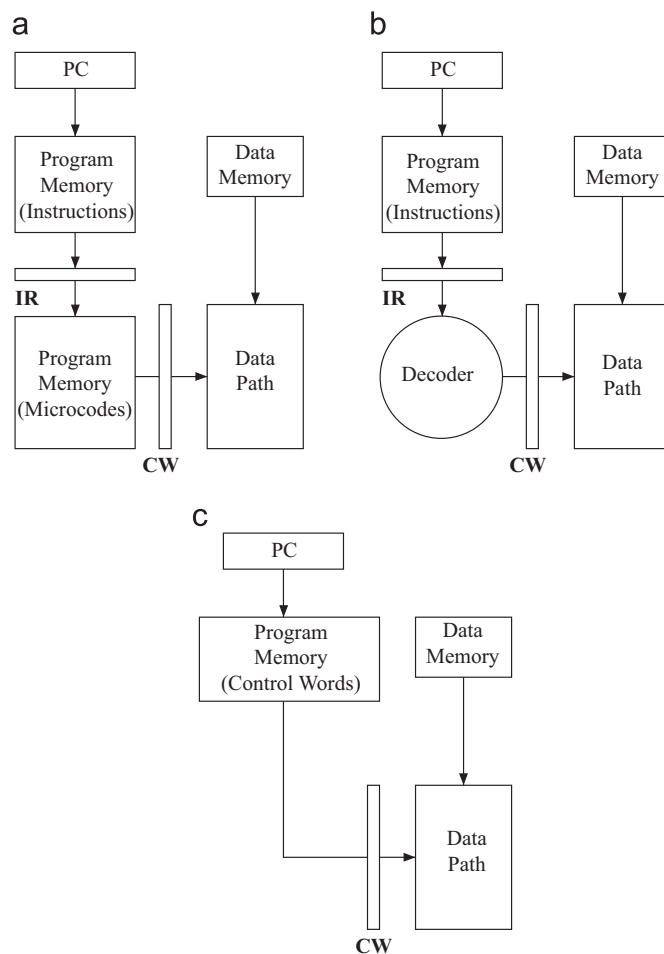 a
PC
Program
Memory
(Instructions)
Data
Memory
IR
Program
Memory
(Microcodes)
Data
Path
CW
b
PC
Program
Memory
(Instructions)
Data
Memory
IR
Decoder
Data
Path
CW
c
PC
Program
Memory
(Control Words)
Data
Memory
Data
Path
CW